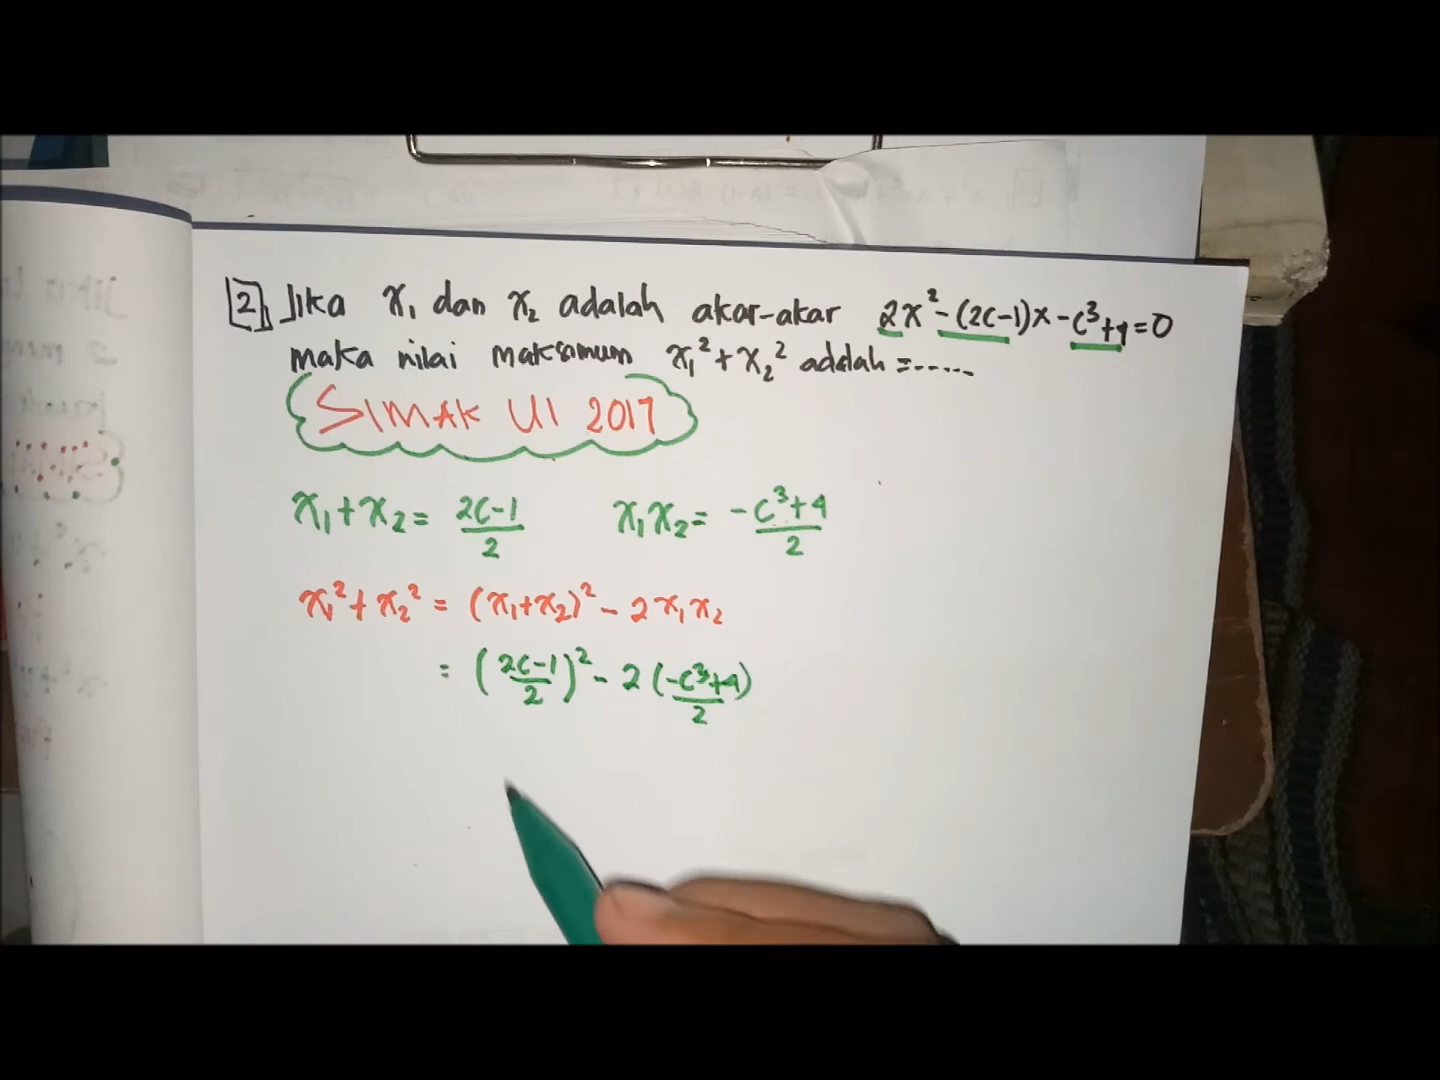 2. Jika x₁ dan x₂ adalah akar-akar 2x² - (2c-1)x - c³+4 = 0
maka nilai maksimum x₁² + x₂² adalah = .....
SIMAK UI 2017
x₁+x₂ = (2c-1)/2 x₁x₂ = (-c³+4)/2
x₁² + x₂² = (x₁+x₂)² - 2x₁x₂
= ((2c-1)/2)² - 2((-c³+4)/2)